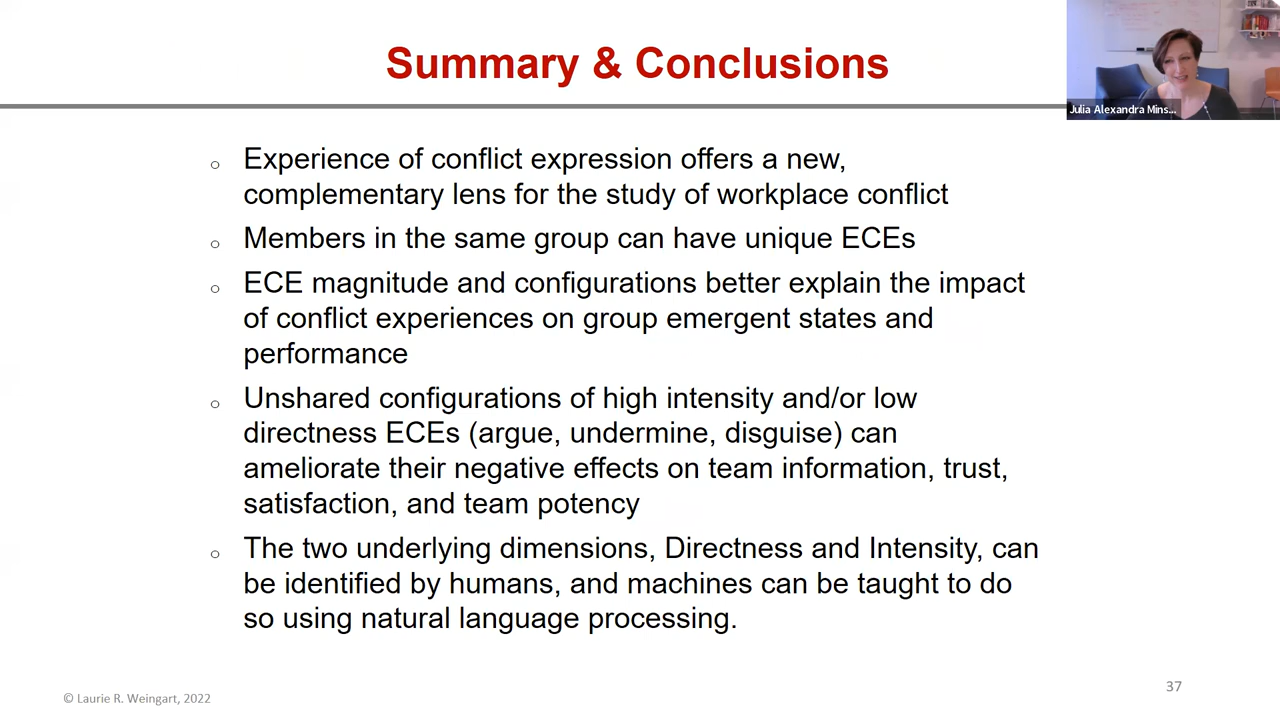 Summary & Conclusions
Julia Alexandra Mins...
Experience of conflict expression offers a new,
complementary lens for the study of workplace conflict
Members in the same group can have unique ECEs
ECE magnitude and configurations better explain the impact
of conflict experiences on group emergent states and
performance
Unshared configurations of high intensity and/or low
directness ECEs (argue, undermine, disguise) can
ameliorate their negative effects on team information, trust,
satisfaction, and team potency
The two underlying dimensions, Directness and Intensity, can
be identified by humans, and machines can be taught to do
so using natural language processing.
© Laurie R. Weingart, 2022
37